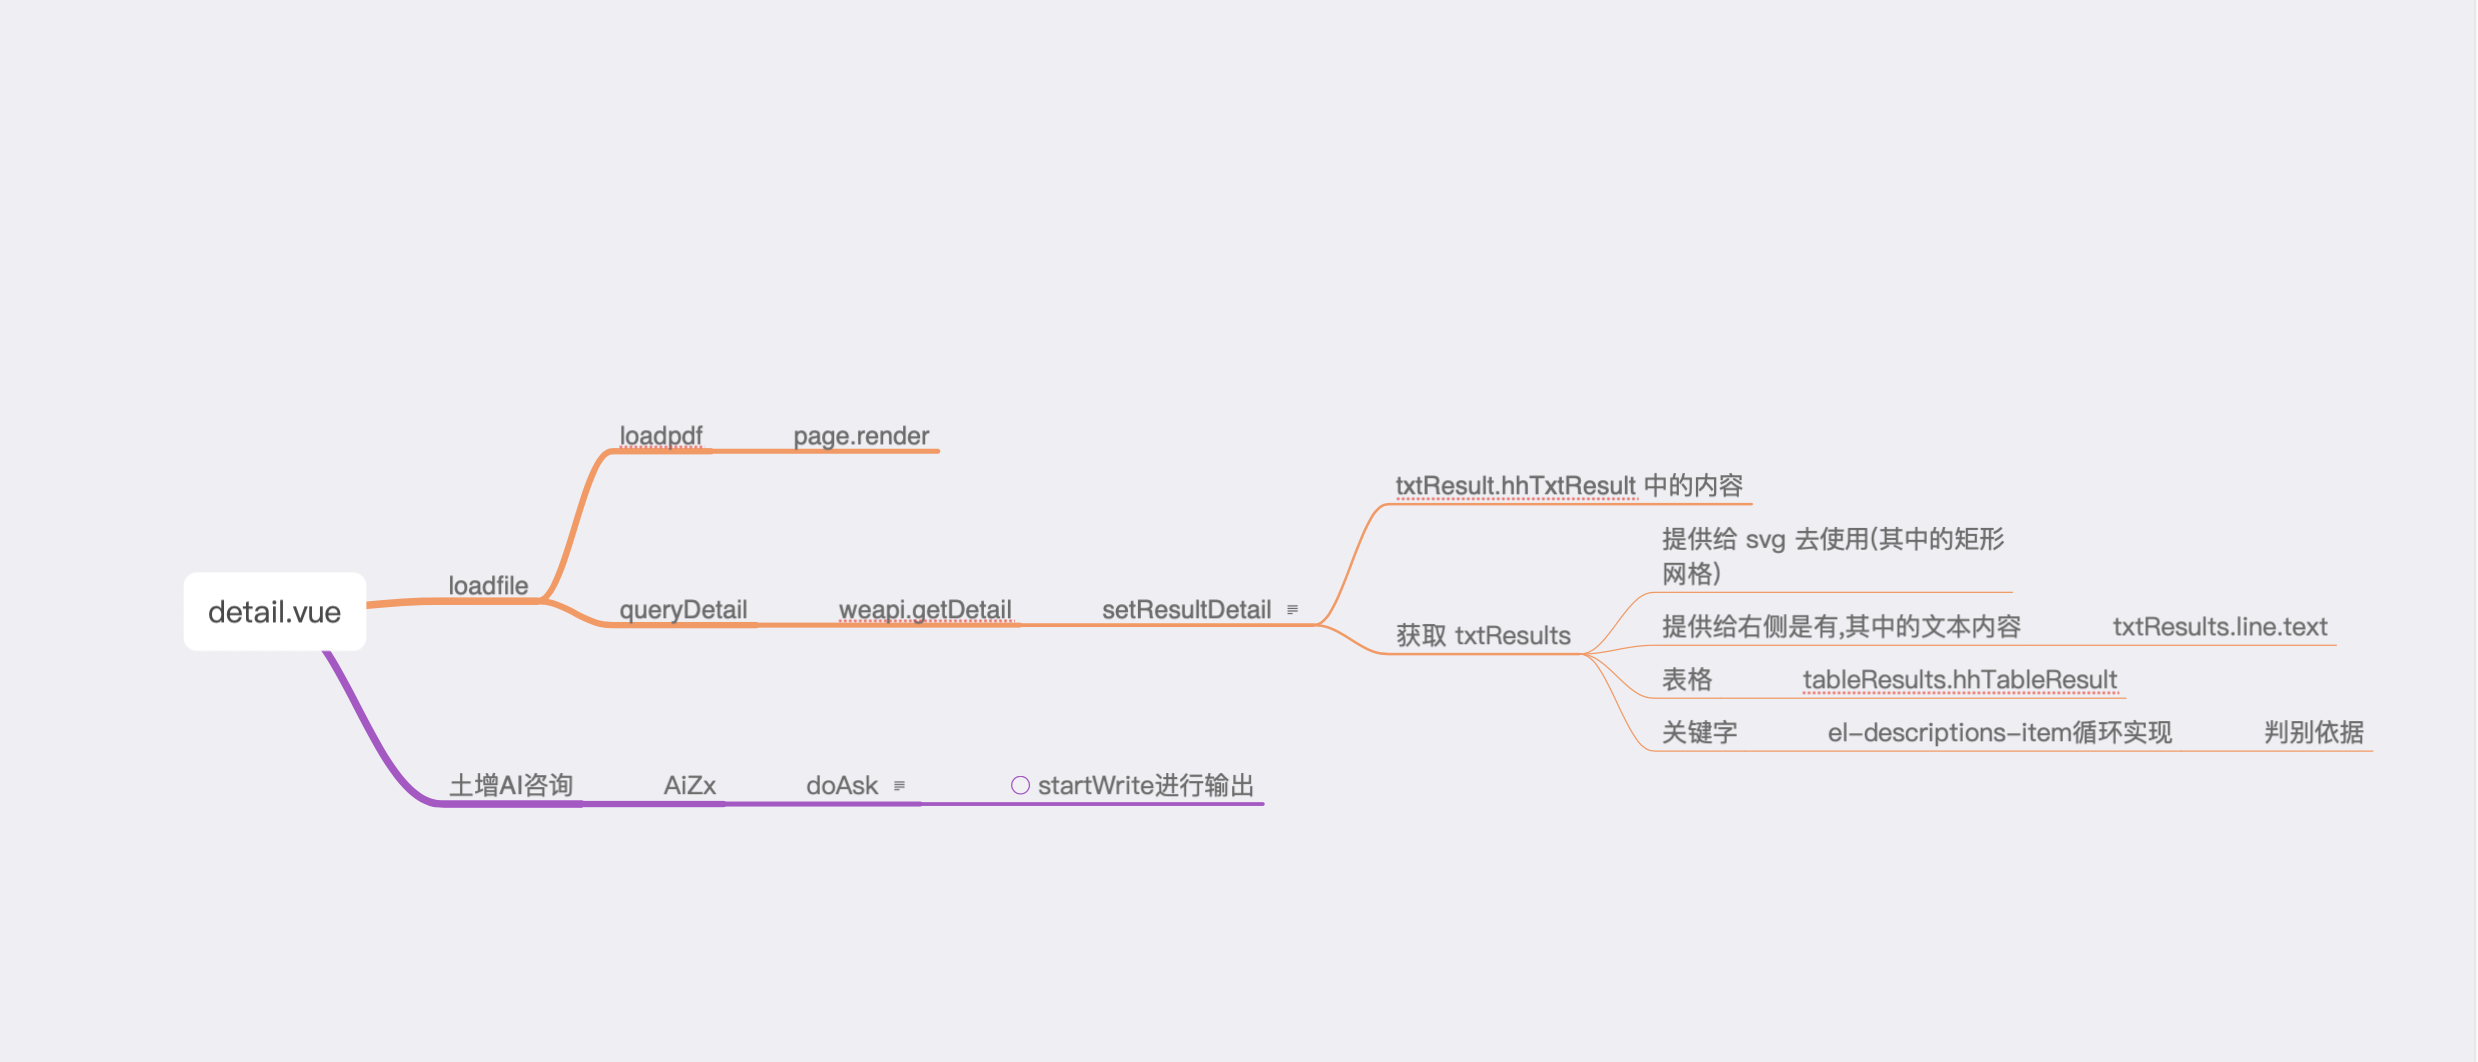 detail.vue
loadfile
loadpdf
page.render
queryDetail
weapi.getDetail
setResultDetail
txtResult.hhTxtResult 中的内容
获取 txtResults
提供给 svg 去使用(其中的矩形
网格)
提供给右侧是有,其中的文本内容
txtResults.line.text
表格
tableResults.hhTableResult
关键字
el-descriptions-item循环实现
判别依据
土增AI咨询
AiZx
doAsk
startWrite进行输出